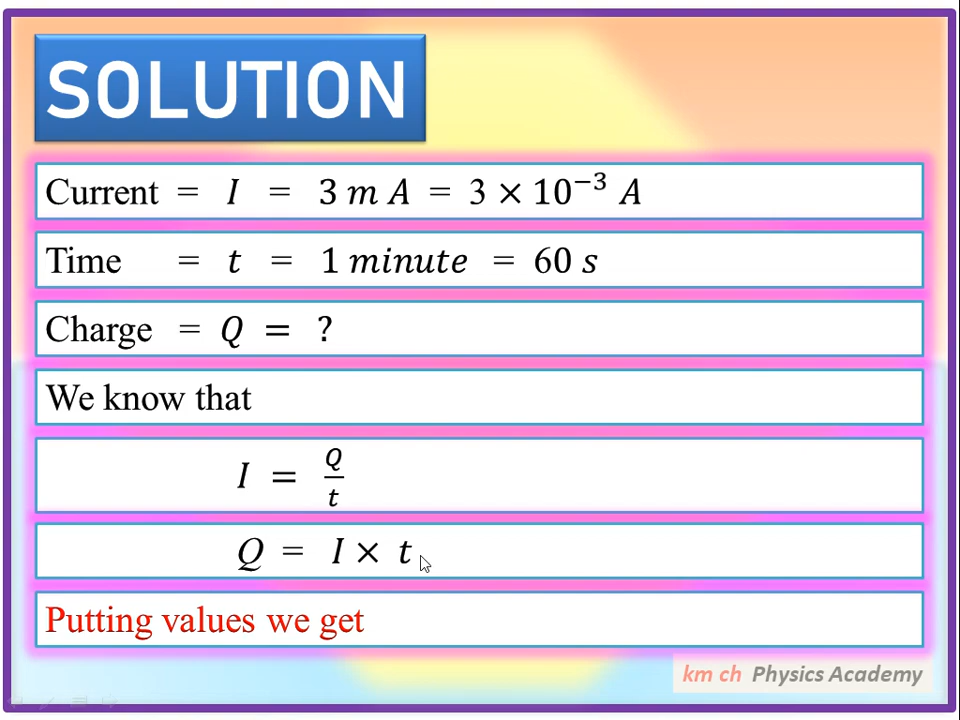 SOLUTION
Current = I = 3 m A = 3 × 10⁻³ A
Time = t = 1 minute = 60 s
Charge = Q = ?
We know that
I = Q/t
Q = I × t
Putting values we get
km ch Physics Academy